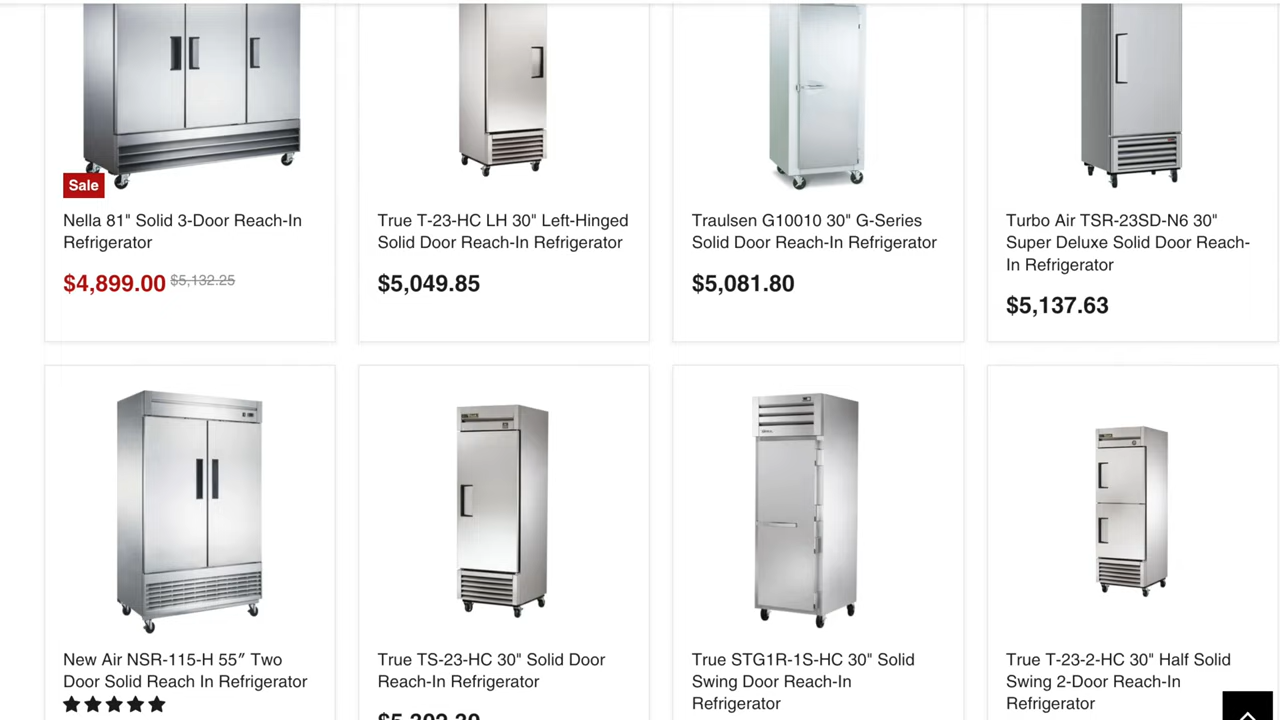 Sale
Nella 81" Solid 3-Door Reach-In
Refrigerator
$4,899.00 $5,132.25
True T-23-HC LH 30" Left-Hinged
Solid Door Reach-In Refrigerator
$5,049.85
Traulsen G10010 30" G-Series
Solid Door Reach-In Refrigerator
$5,081.80
Turbo Air TSR-23SD-N6 30"
Super Deluxe Solid Door Reach-
In Refrigerator
$5,137.63
New Air NSR-115-H 55″ Two
Door Solid Reach In Refrigerator
True TS-23-HC 30" Solid Door
Reach-In Refrigerator
True STG1R-1S-HC 30" Solid
Swing Door Reach-In
Refrigerator
True T-23-2-HC 30" Half Solid
Swing 2-Door Reach-In
Refrigerator